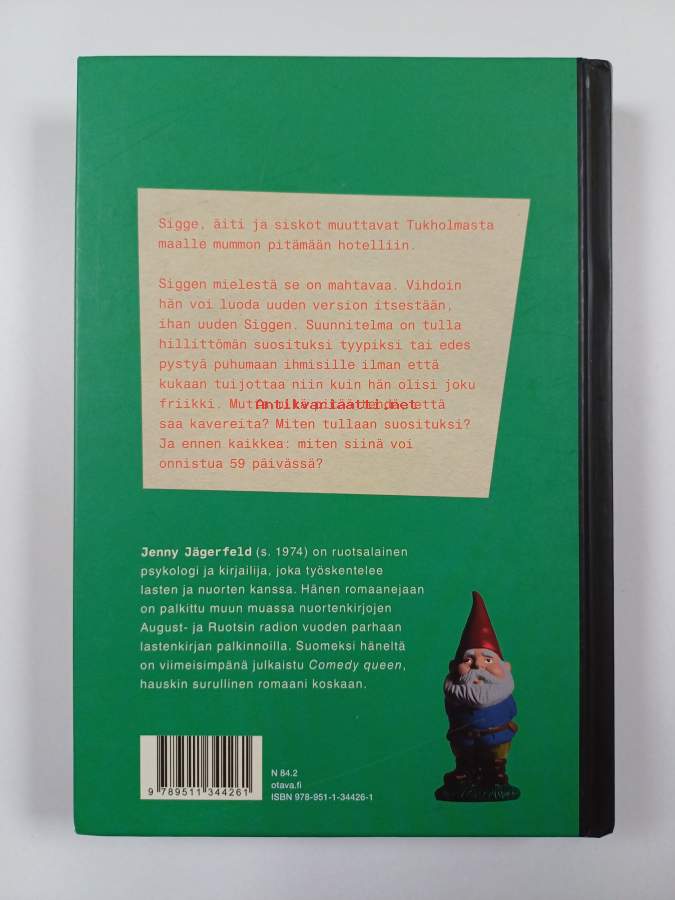 Sigge, äiti ja siskot muuttavat Tukholmasta
maalle mummon pitämään hotelliin.
Siggen mielestä se on mahtavaa. Vihdoin
hän voi luoda uuden version itsestään,
ihan uuden Siggen. Suunnitelma on tulla
hillittömän suosituksi tyypiksi tai edes
pystyä puhumaan ihmisille ilman että
kukaan tuijottaa niin kuin hän olisi joku
friikki. Mutta mitä pitää tehdä että
Antikvariaatti.net
saa kavereita? Miten tullaan suosituksi?
Ja ennen kaikkea: miten siinä voi
onnistua 59 päivässä?
Jenny Jägerfeld (s. 1974) on ruotsalainen
psykologi ja kirjailija, joka työskentelee
lasten ja nuorten kanssa. Hänen romaanejaan
on palkittu muun muassa nuortenkirjojen
August- ja Ruotsin radion vuoden parhaan
lastenkirjan palkinnoilla. Suomeksi häneltä
on viimeisimpänä julkaistu Comedy queen,
hauskin surullinen romaani koskaan.
N 84.2
otava.fi
ISBN 978-951-1-34426-1
9 789511 344261